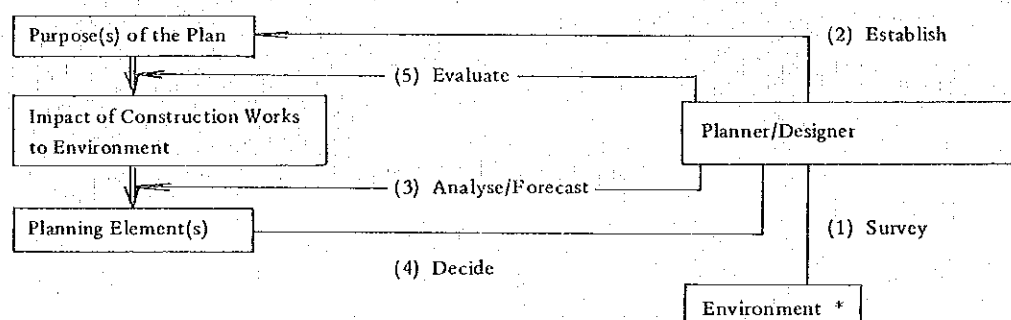 Purpose(s) of the Plan
(2) Establish
(5) Evaluate
Impact of Construction Works
to Environment
Planner/Designer
(3) Analyse/Forecast
Planning Element(s)
(1) Survey
(4) Decide
Environment *